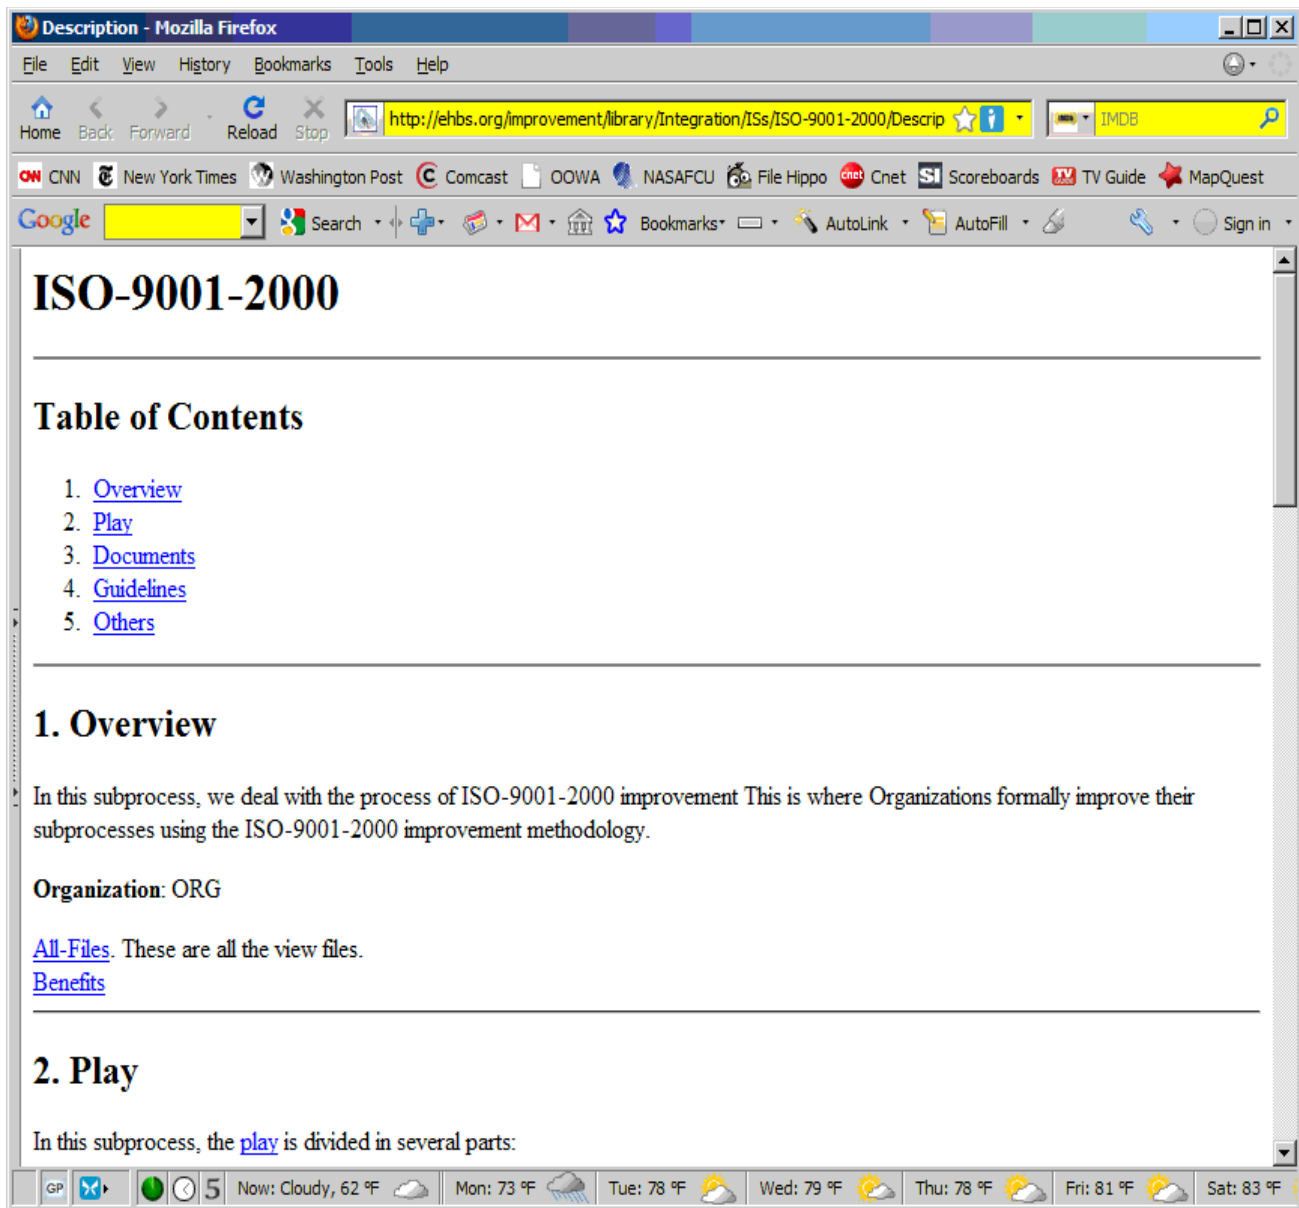 Description - Mozilla Firefox
File Edit View History Bookmarks Tools Help
Home Back Forward Reload Stop http://ehbs.org/improvement/library/Integration/ISs/ISO-9001-2000/Descrip IMDB
CNN CNN New York Times Washington Post C Comcast OOWA NASAFCU File Hippo cnet Cnet SI Scoreboards TV Guide MapQuest
Google Search Bookmarks AutoLink AutoFill Sign in
ISO-9001-2000
Table of Contents
1. Overview
2. Play
3. Documents
4. Guidelines
5. Others
1. Overview
In this subprocess, we deal with the process of ISO-9001-2000 improvement This is where Organizations formally improve their
subprocesses using the ISO-9001-2000 improvement methodology.
Organization: ORG
All-Files. These are all the view files.
Benefits
2. Play
In this subprocess, the play is divided in several parts:
GP 5 Now: Cloudy, 62 °F Mon: 73 °F Tue: 78 °F Wed: 79 °F Thu: 78 °F Fri: 81 °F Sat: 83 °F